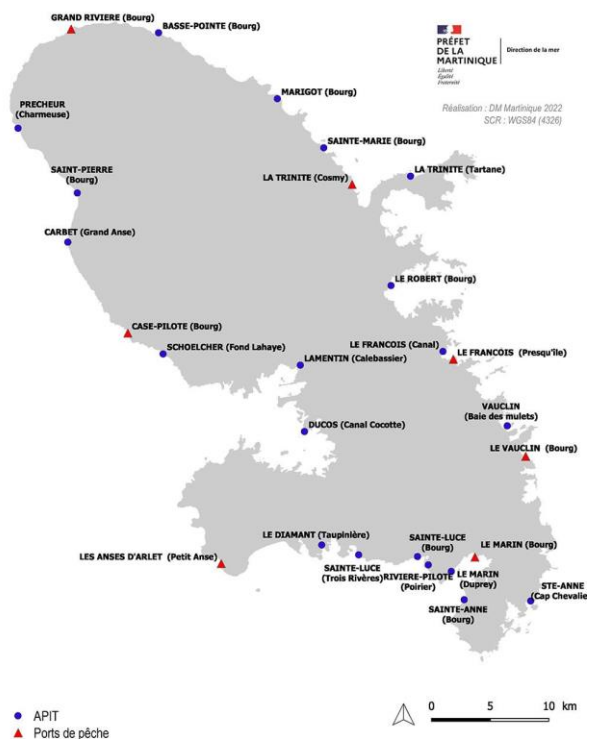 GRAND RIVIERE (Bourg)
BASSE-POINTE (Bourg)
PRÉFET
DE LA
MARTINIQUE
Liberté
Égalité
Fraternité
Direction de la mer
Réalisation : DM Martinique 2022
SCR : WGS84 (4326)
MARIGOT (Bourg)
PRECHEUR
(Charmeuse)
SAINTE-MARIE (Bourg)
LA TRINITE (Tartane)
LA TRINITE (Cosmy)
SAINT-PIERRE
(Bourg)
CARBET (Grand Anse)
LE ROBERT (Bourg)
CASE-PILOTE (Bourg)
SCHOELCHER (Fond Lahaye)
LE FRANCOIS (Canal)
LE FRANCOIS (Presqu'île)
LAMENTIN (Calebassier)
VAUCLIN
(Baie des mulets)
DUCOS (Canal Cocotte)
LE VAUCLIN (Bourg)
LE DIAMANT (Taupinière)
SAINTE-LUCE
(Bourg)
LE MARIN (Bourg)
LES ANSES D'ARLET (Petit Anse)
SAINTE-LUCE
(Trois Rivères)
RIVIERE-PILOTE
(Poirier)
LE MARIN
(Duprey)
STE-ANNE
(Cap Chevalie
SAINTE-ANNE
(Bourg)
APIT
Ports de pêche
0 5 10 km